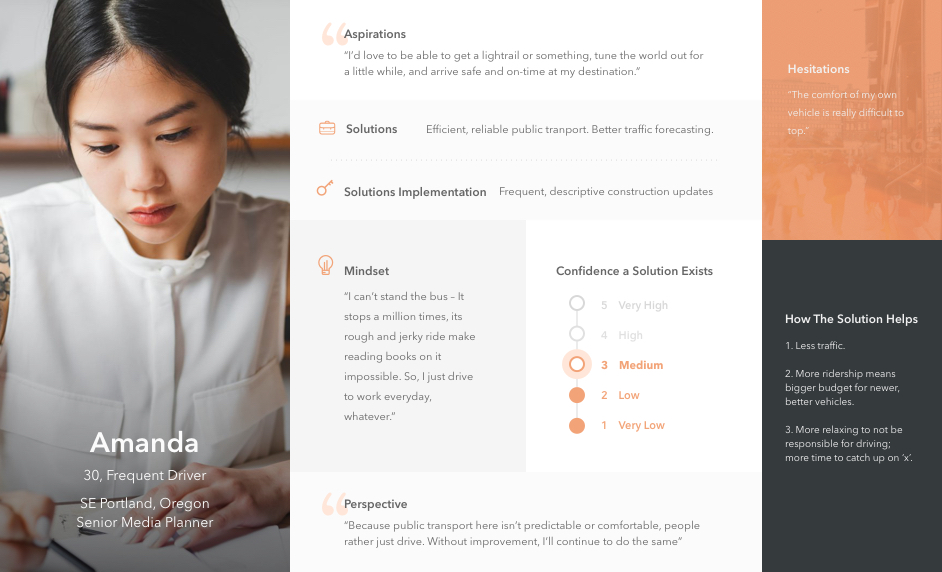 Amanda
30, Frequent Driver
SE Portland, Oregon
Senior Media Planner
Aspirations
“I’d love to be able to get a lightrail or something, tune the world out for
a little while, and arrive safe and on-time at my destination.”
Solutions Efficient, reliable public tranport. Better traffic forecasting.
Solutions Implementation Frequent, descriptive construction updates
Mindset
“I can’t stand the bus – It
stops a million times, its
rough and jerky ride make
reading books on it
impossible. So, I just drive
to work everyday,
whatever.”
Confidence a Solution Exists
5 Very High
4 High
3 Medium
2 Low
1 Very Low
Perspective
“Because public transport here isn’t predictable or comfortable, people
rather just drive. Without improvement, I’ll continue to do the same”
Hesitations
“The comfort of my own
vehicle is really difficult to
top.”
How The Solution Helps
1. Less traffic.
2. More ridership means
bigger budget for newer,
better vehicles.
3. More relaxing to not be
responsible for driving;
more time to catch up on ‘x’.